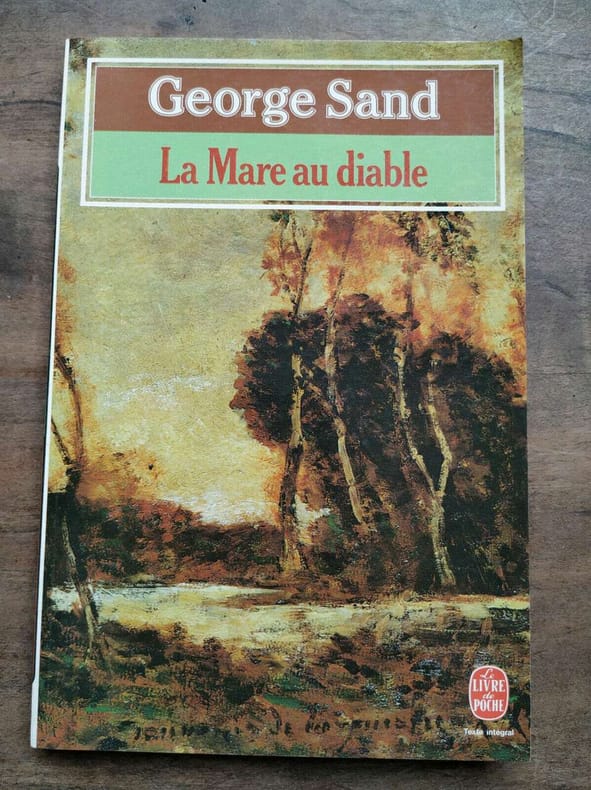 George Sand
La Mare au diable
Le
LIVRE
DE
POCHE
Texte intégral